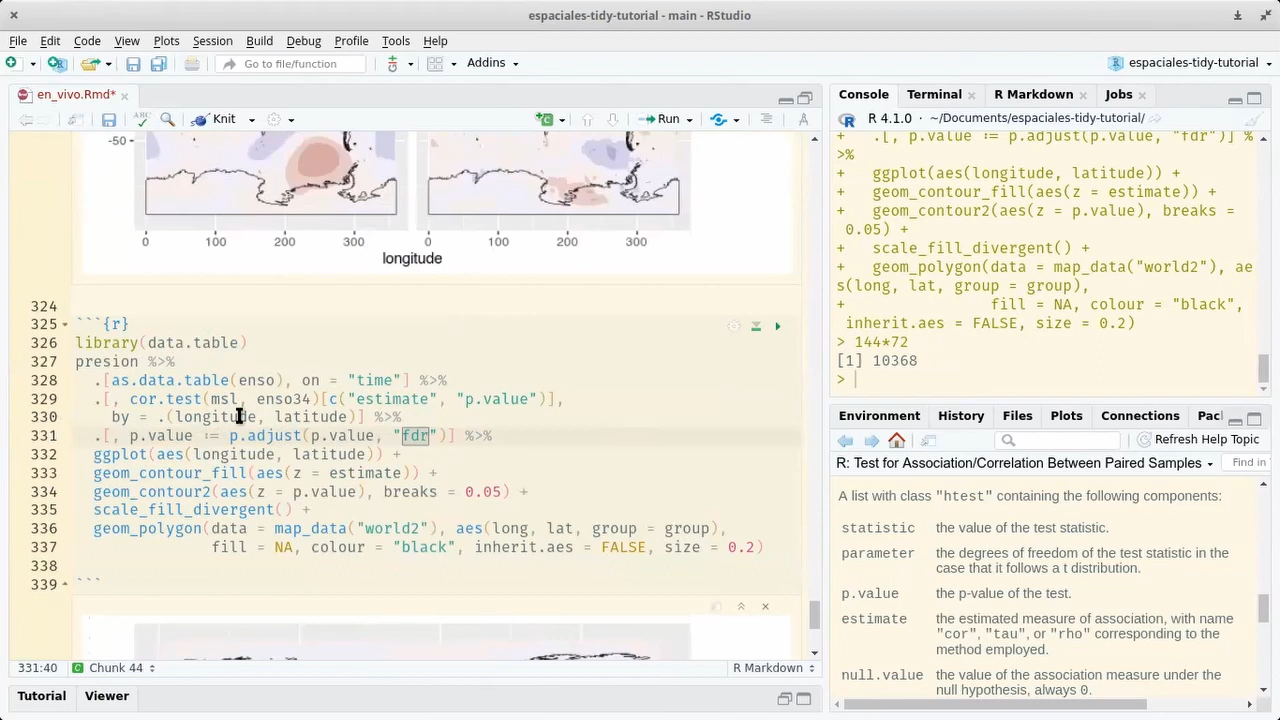 espaciales-tidy-tutorial - main - RStudio
File Edit Code View Plots Session Build Debug Profile Tools Help
Go to file/function Addins espaciales-tidy-tutorial
en_vivo.Rmd*
ABC Knit Run
-50
0 100 200 300 0 100 200 300
longitude
324
325 ```{r}
326 library(data.table)
327 presion %>%
328 .[as.data.table(enso), on = "time"] %>%
329 .[, cor.test(msl, enso34)[c("estimate", "p.value")],
330 by = .(longitude, latitude)] %>%
331 .[, p.value := p.adjust(p.value, "fdr")] %>%
332 ggplot(aes(longitude, latitude)) +
333 geom_contour_fill(aes(z = estimate)) +
334 geom_contour2(aes(z = p.value), breaks = 0.05) +
335 scale_fill_divergent() +
336 geom_polygon(data = map_data("world2"), aes(long, lat, group = group),
337 fill = NA, colour = "black", inherit.aes = FALSE, size = 0.2)
338
339 ```
331:40 Chunk 44 R Markdown
Tutorial Viewer
Console Terminal R Markdown Jobs
R 4.1.0 · ~/Documents/espaciales-tidy-tutorial/
+ .[, p.value := p.adjust(p.value, "fdr")] %
>%
+ ggplot(aes(longitude, latitude)) +
+ geom_contour_fill(aes(z = estimate)) +
+ geom_contour2(aes(z = p.value), breaks =
0.05) +
+ scale_fill_divergent() +
+ geom_polygon(data = map_data("world2"), ae
s(long, lat, group = group),
+ fill = NA, colour = "black",
inherit.aes = FALSE, size = 0.2)
> 144*72
[1] 10368
>
Environment History Files Plots Connections Pac
Refresh Help Topic
R: Test for Association/Correlation Between Paired Samples Find in
A list with class "htest" containing the following components:
statistic the value of the test statistic.
parameter the degrees of freedom of the test statistic in the
case that it follows a t distribution.
p.value the p-value of the test.
estimate the estimated measure of association, with name
"cor", "tau", or "rho" corresponding to the
method employed.
null.value the value of the association measure under the
null hypothesis, always 0.